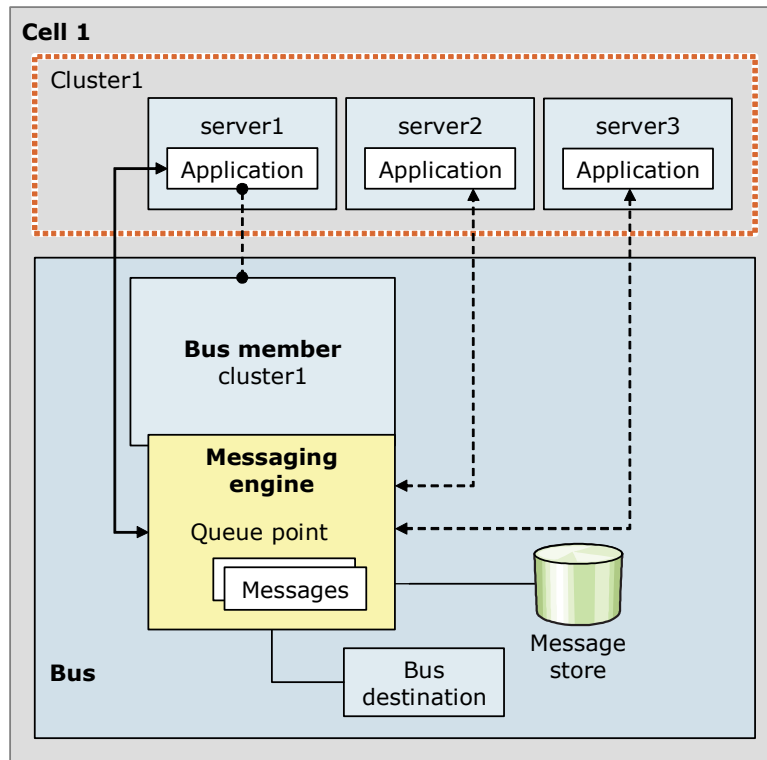 Cell 1
Cluster1
server1
server2
server3
Application
Application
Application
Bus member
cluster1
Messaging
engine
Queue point
Messages
Message
store
Bus
destination
Bus